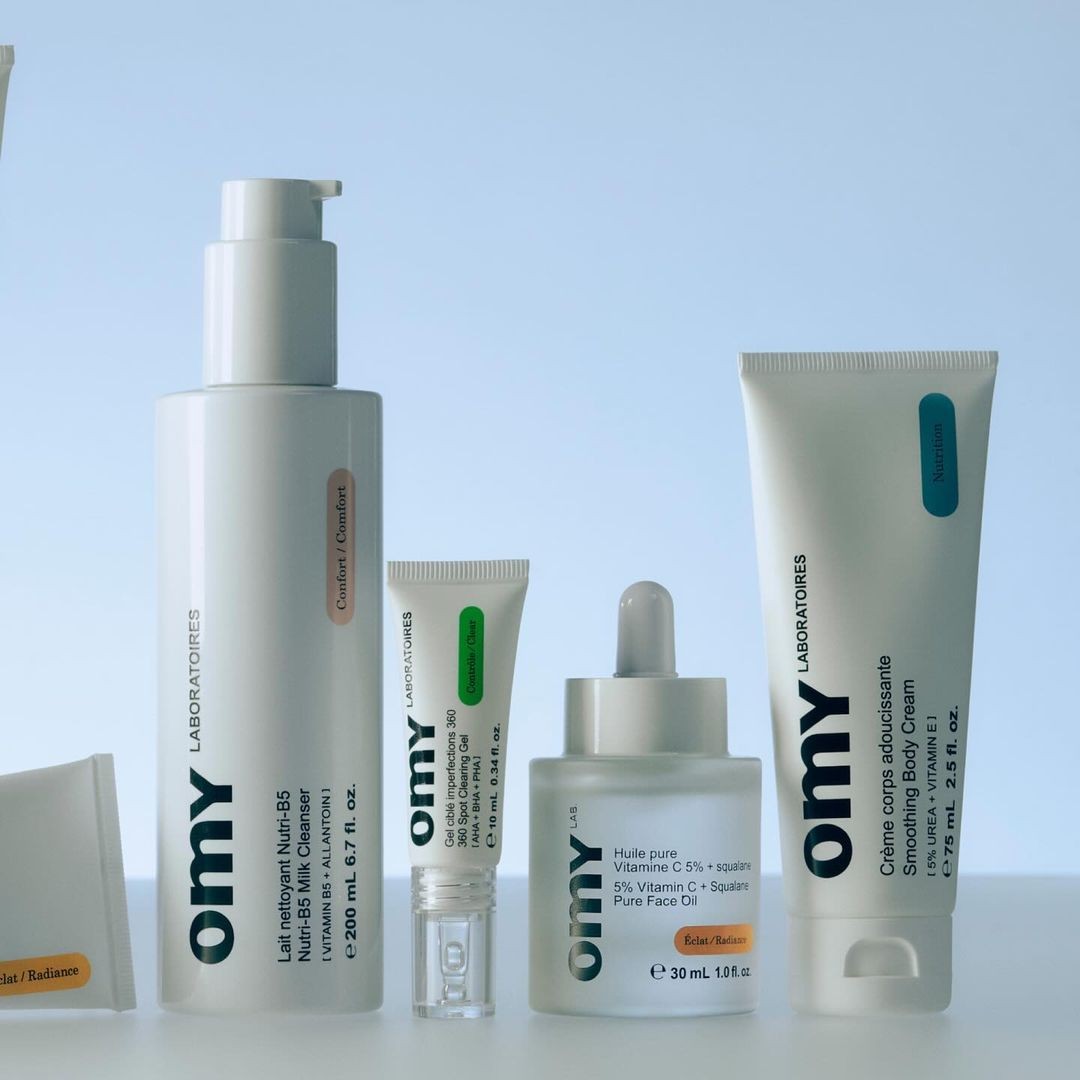 clat / Radiance
omy
LABORATOIRES
Confort / Comfort
Lait nettoyant Nutri-B5
Nutri-B5 Milk Cleanser
[ VITAMIN B5 + ALLANTOIN ]
℮ 200 mL 6.7 fl. oz.
omy
LABORATOIRES
Contrôle / Clear
Gel ciblé imperfections 360
360 Spot Clearing Gel
[ AHA + BHA + PHA ]
℮ 10 mL 0.34 fl. oz.
omy
LAB.
Huile pure
Vitamine C 5% + squalane
5% Vitamin C + Squalane
Pure Face Oil
Éclat / Radiance
℮ 30 mL 1.0 fl. oz.
omy
LABORATOIRES
Nutrition
Crème corps adoucissante
Smoothing Body Cream
[ 5% UREA + VITAMIN E ]
℮ 75 mL 2.5 fl. oz.